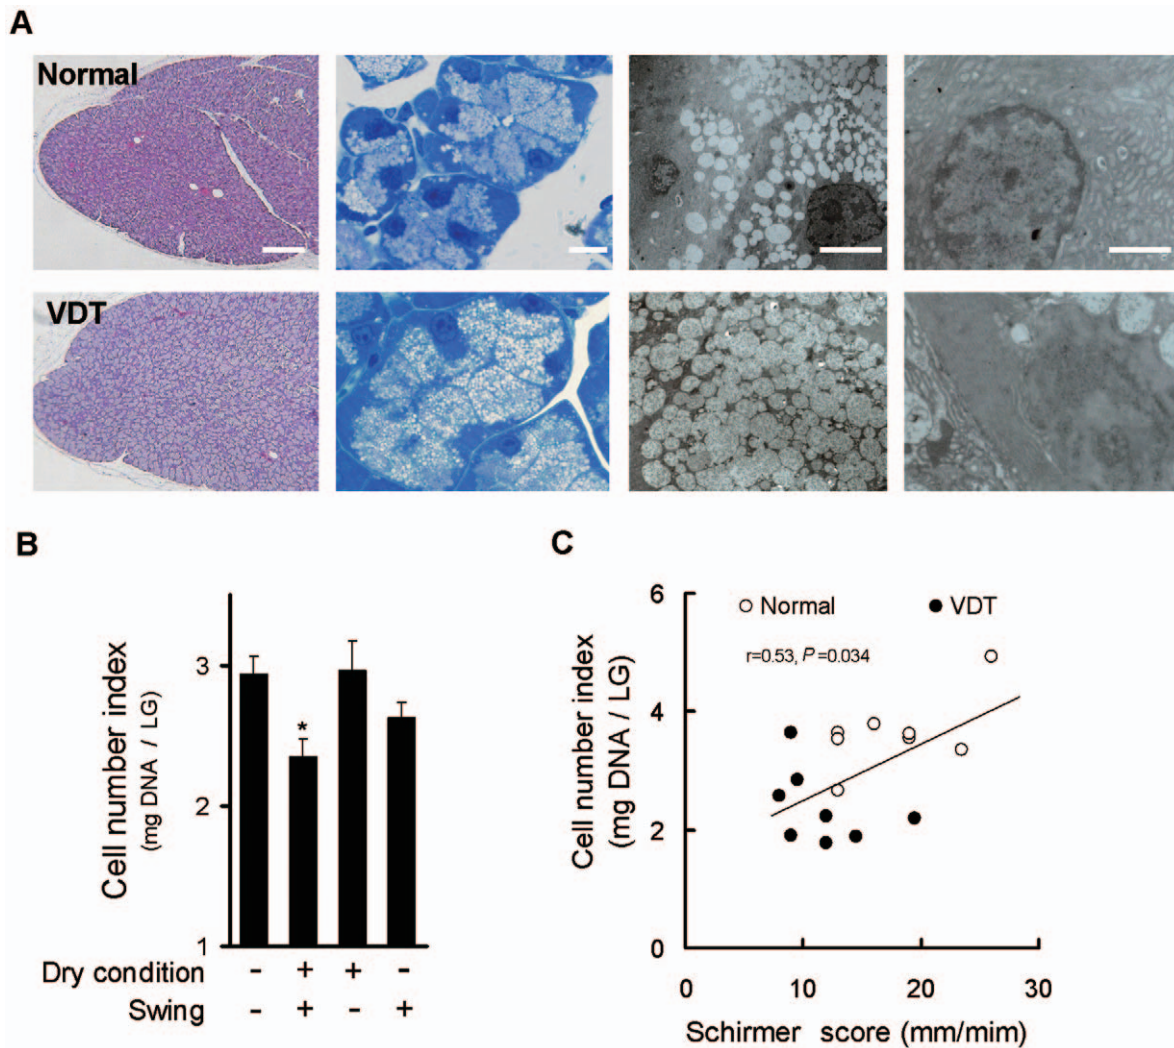 A
Normal
VDT
B
Cell number index
(mg DNA / LG)
3
2
1
*
Dry condition - + + -
Swing - + - +
C
Cell number index
(mg DNA / LG)
6
4
2
0
Normal VDT
r=0.53, P=0.034
0 10 20 30
Schirmer score (mm/mim)